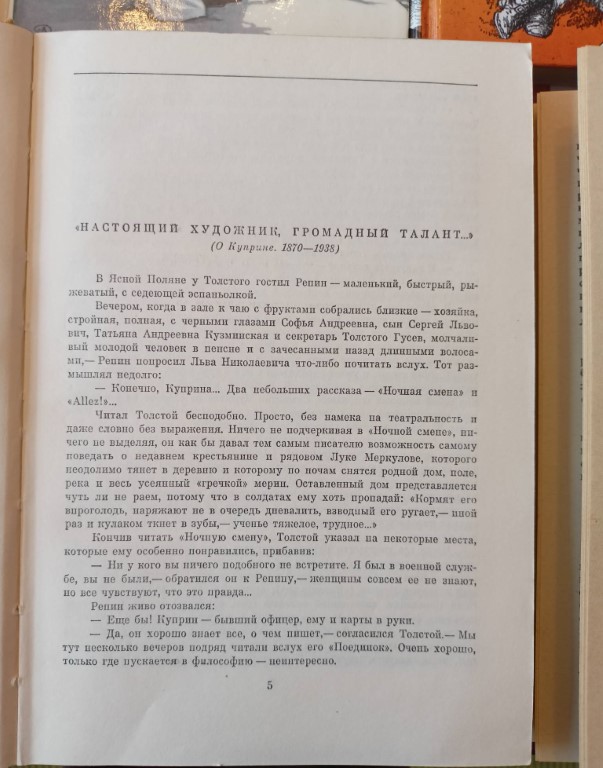 «НАСТОЯЩИЙ ХУДОЖНИК, ГРОМАДНЫЙ ТАЛАНТ...»
(О Куприне. 1870—1938)
В Ясной Поляне у Толстого гостил Репин — маленький, быстрый, ры-
жеватый, с седеющей эспаньолкой.
Вечером, когда в зале к чаю с фруктами собрались близкие — хозяйка,
стройная, полная, с черными глазами Софья Андреевна, сын Сергей Льво-
вич, Татьяна Андреевна Кузминская и секретарь Толстого Гусев, молчали-
вый молодой человек в пенсне и с зачесанными назад длинными волоса-
ми,— Репин попросил Льва Николаевича что-либо почитать вслух. Тот раз-
мышлял недолго:
— Конечно, Куприна... Два небольших рассказа — «Ночная смена» и
«Allez!»...
Читал Толстой бесподобно. Просто, без намека на театральность и
даже словно без выражения. Ничего не подчеркивая в «Ночной смене», ни-
чего не выделяя, он как бы давал тем самым писателю возможность самому
поведать о недавнем крестьянине и рядовом Луке Меркулове, которого
неодолимо тянет в деревню и которому по ночам снятся родной дом, поле,
река и весь усеянный «гречкой» мерин. Оставленный дом представляется
чуть ли не раем, потому что в солдатах ему хоть пропадай: «Кормят его
впроголодь, наряжают не в очередь дневалить, взводный его ругает,— иной
раз и кулаком ткнет в зубы,— ученье тяжелое, трудное...»
Кончив читать «Ночную смену», Толстой указал на некоторые места,
которые ему особенно понравились, прибавив:
— Ни у кого вы ничего подобного не встретите. Я был в военной служ-
бе, вы не были,— обратился он к Репину,— женщины совсем ее не знают,
но все чувствуют, что это правда...
Репин живо отозвался:
— Еще бы! Куприн — бывший офицер, ему и карты в руки.
— Да, он хорошо знает все, о чем пишет,— согласился Толстой.— Мы
тут несколько вечеров подряд читали вслух его «Поединок». Очень хорошо,
только где пускается в философию — неинтересно.
5